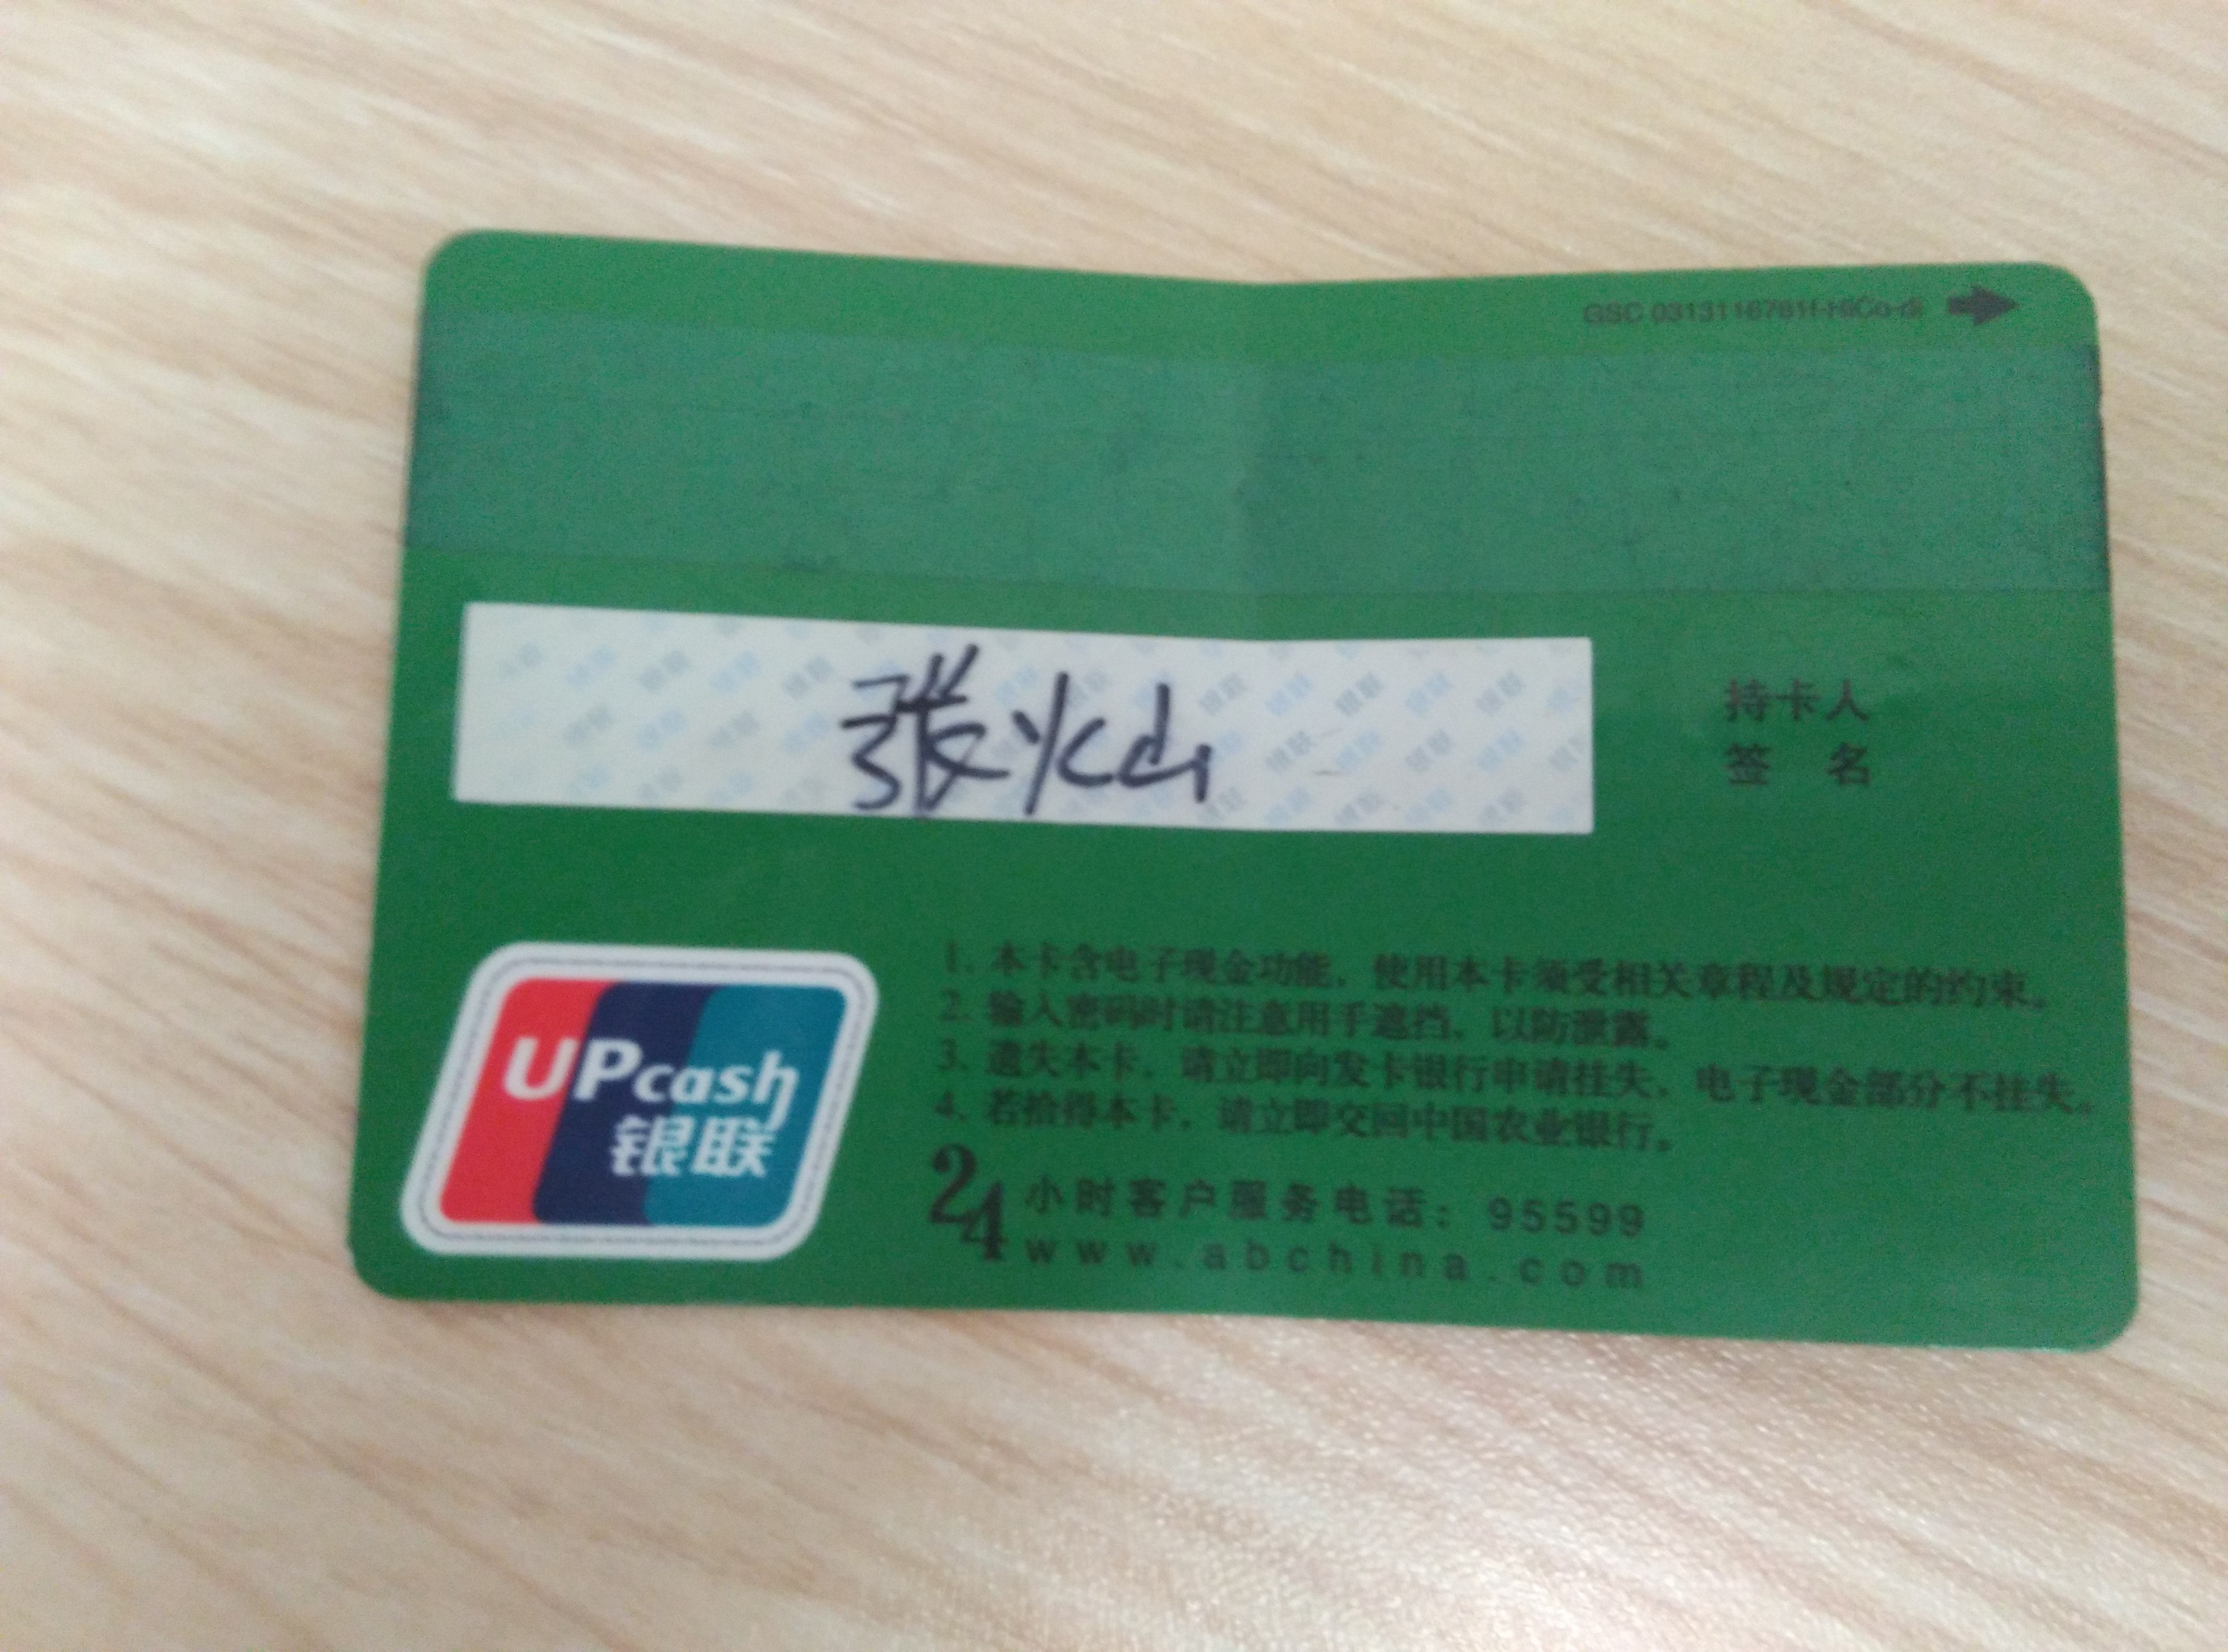 持卡人
签 名
1. 本卡含电子现金功能，使用本卡须受相关章程及规定的约束。
2. 输入密码时请注意用手遮挡，以防泄露。
3. 遗失本卡，请立即向发卡银行申请挂失，电子现金部分不挂失。
4. 若拾得本卡，请立即交回中国农业银行。
UPcash
银联
24小时客户服务电话：95599
www.abchina.com